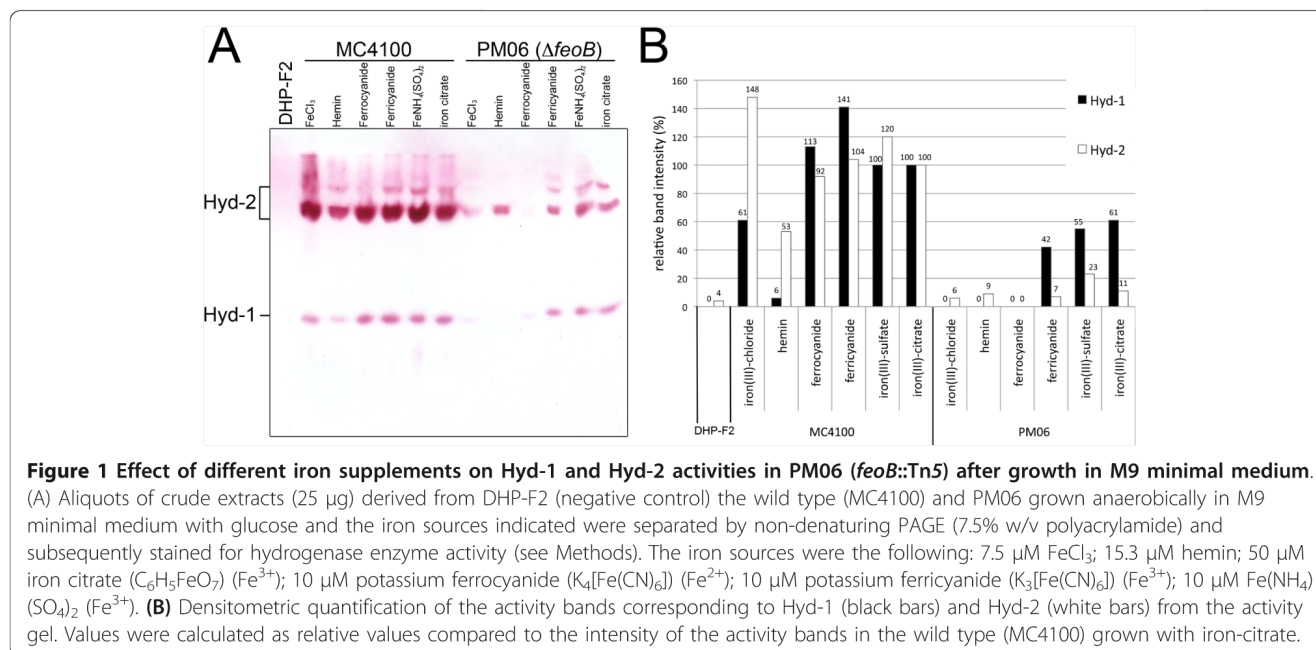 A
MC4100
PM06 (ΔfeoB)
DHP-F2
FeCl₃
Hemin
Ferrocyanide
Ferricyanide
FeNH₄(SO₄)₂
iron citrate
FeCl₃
Hemin
Ferrocyanide
Ferricyanide
FeNH₄(SO₄)₂
iron citrate
Hyd-2
Hyd-1
B
relative band intensity (%)
160
140
120
100
80
60
40
20
0
Hyd-1
Hyd-2
0 4
61 148
6 53
113 92
141 104
100 120
100 100
0 6
0 9
0 0
42 7
55 23
61 11
iron(III)-chloride
hemin
ferrocyanide
ferricyanide
iron(III)-sulfate
iron(III)-citrate
iron(III)-chloride
hemin
ferrocyanide
ferricyanide
iron(III)-sulfate
iron(III)-citrate
DHP-F2
MC4100
PM06
Figure 1 Effect of different iron supplements on Hyd-1 and Hyd-2 activities in PM06 (feoB::Tn5) after growth in M9 minimal medium.
(A) Aliquots of crude extracts (25 μg) derived from DHP-F2 (negative control) the wild type (MC4100) and PM06 grown anaerobically in M9
minimal medium with glucose and the iron sources indicated were separated by non-denaturing PAGE (7.5% w/v polyacrylamide) and
subsequently stained for hydrogenase enzyme activity (see Methods). The iron sources were the following: 7.5 μM FeCl₃; 15.3 μM hemin; 50 μM
iron citrate (C₆H₅FeO₇) (Fe³⁺); 10 μM potassium ferrocyanide (K₄[Fe(CN)₆]) (Fe²⁺); 10 μM potassium ferricyanide (K₃[Fe(CN)₆]) (Fe³⁺); 10 μM Fe(NH₄)
(SO₄)₂ (Fe³⁺). (B) Densitometric quantification of the activity bands corresponding to Hyd-1 (black bars) and Hyd-2 (white bars) from the activity
gel. Values were calculated as relative values compared to the intensity of the activity bands in the wild type (MC4100) grown with iron-citrate.